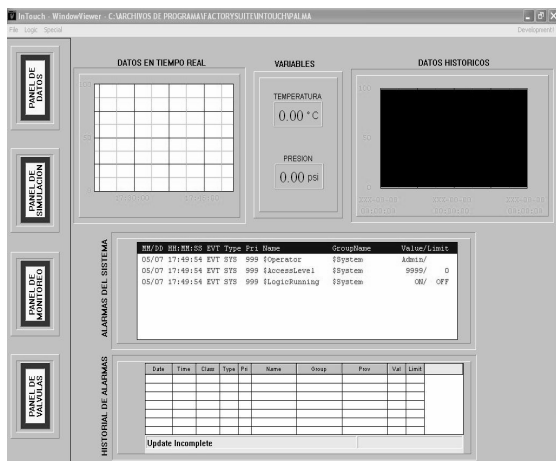 InTouch - WindowViewer - C:\ARCHIVOS DE PROGRAMA\FACTORYSUITE\INTOUCH\PALMA
File Logic Special Development!
PANEL DE DATOS
PANEL DE SIMULACION
PANEL DE MONITOREO
PANEL DE VALVULAS
DATOS EN TIEMPO REAL
VARIABLES
TEMPERATURA
0.00 ° C
PRESION
0.00 psi
DATOS HISTORICOS
ALARMAS DEL SISTEMA
MM/DD HH:MM:SS EVT Type Pri Name GroupName Value/Limit
05/07 17:49:54 EVT SYS 999 $Operator $System Admin/
05/07 17:49:54 EVT SYS 999 $AccessLevel $System 9999/ 0
05/07 17:49:54 EVT SYS 999 $LogicRunning $System ON/ OFF
HISTORIAL DE ALARMAS
Date Time Class Type Pri Name Group Prov Val Limit
Update Incomplete